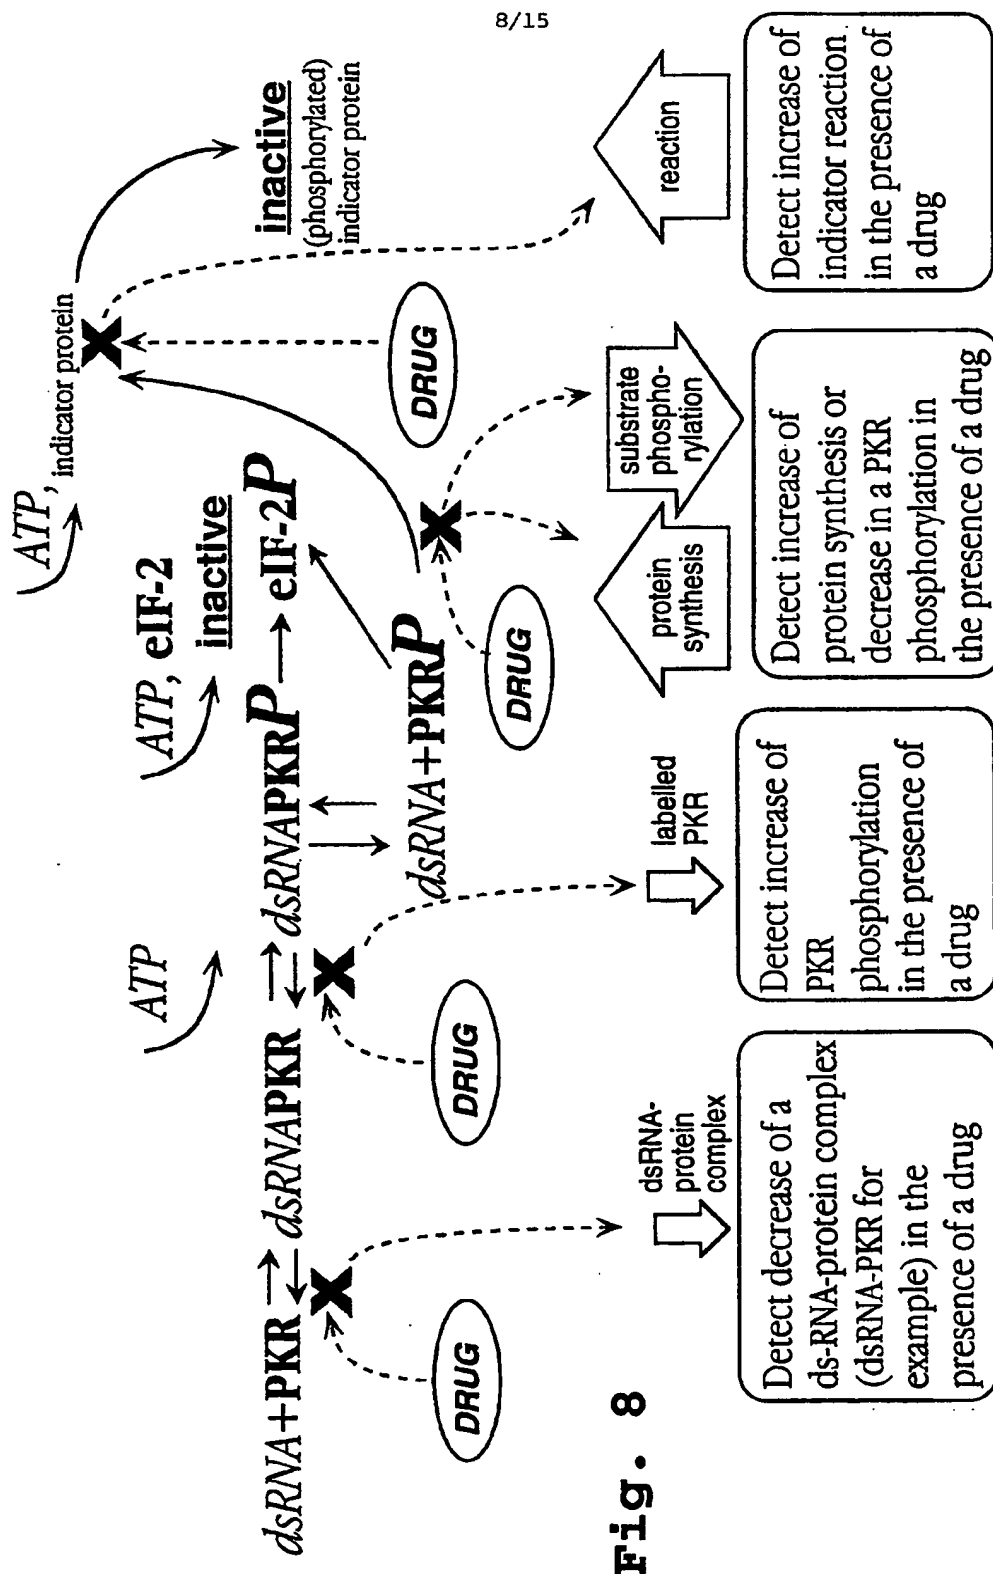 8/15
ATP, indicator protein
inactive
(phosphorylated)
indicator protein
ATP
ATP, eIF-2
inactive
dsRNA+PKR
dsRNAPKR
dsRNAPKRP
eIF-2P
dsRNA+PKRP
X
X
X
X
DRUG
DRUG
DRUG
DRUG
dsRNA-
protein
complex
labelled
PKR
protein
synthesis
substrate
phospho-
rylation
reaction
Detect decrease of a
ds-RNA-protein complex
(dsRNA-PKR for
example) in the
presence of a drug
Detect increase of
PKR
phosphorylation
in the presence of
a drug
Detect increase of
protein synthesis or
decrease in a PKR
phosphorylation in
the presence of a drug
Detect increase of
indicator reaction
in the presence of
a drug
Fig. 8